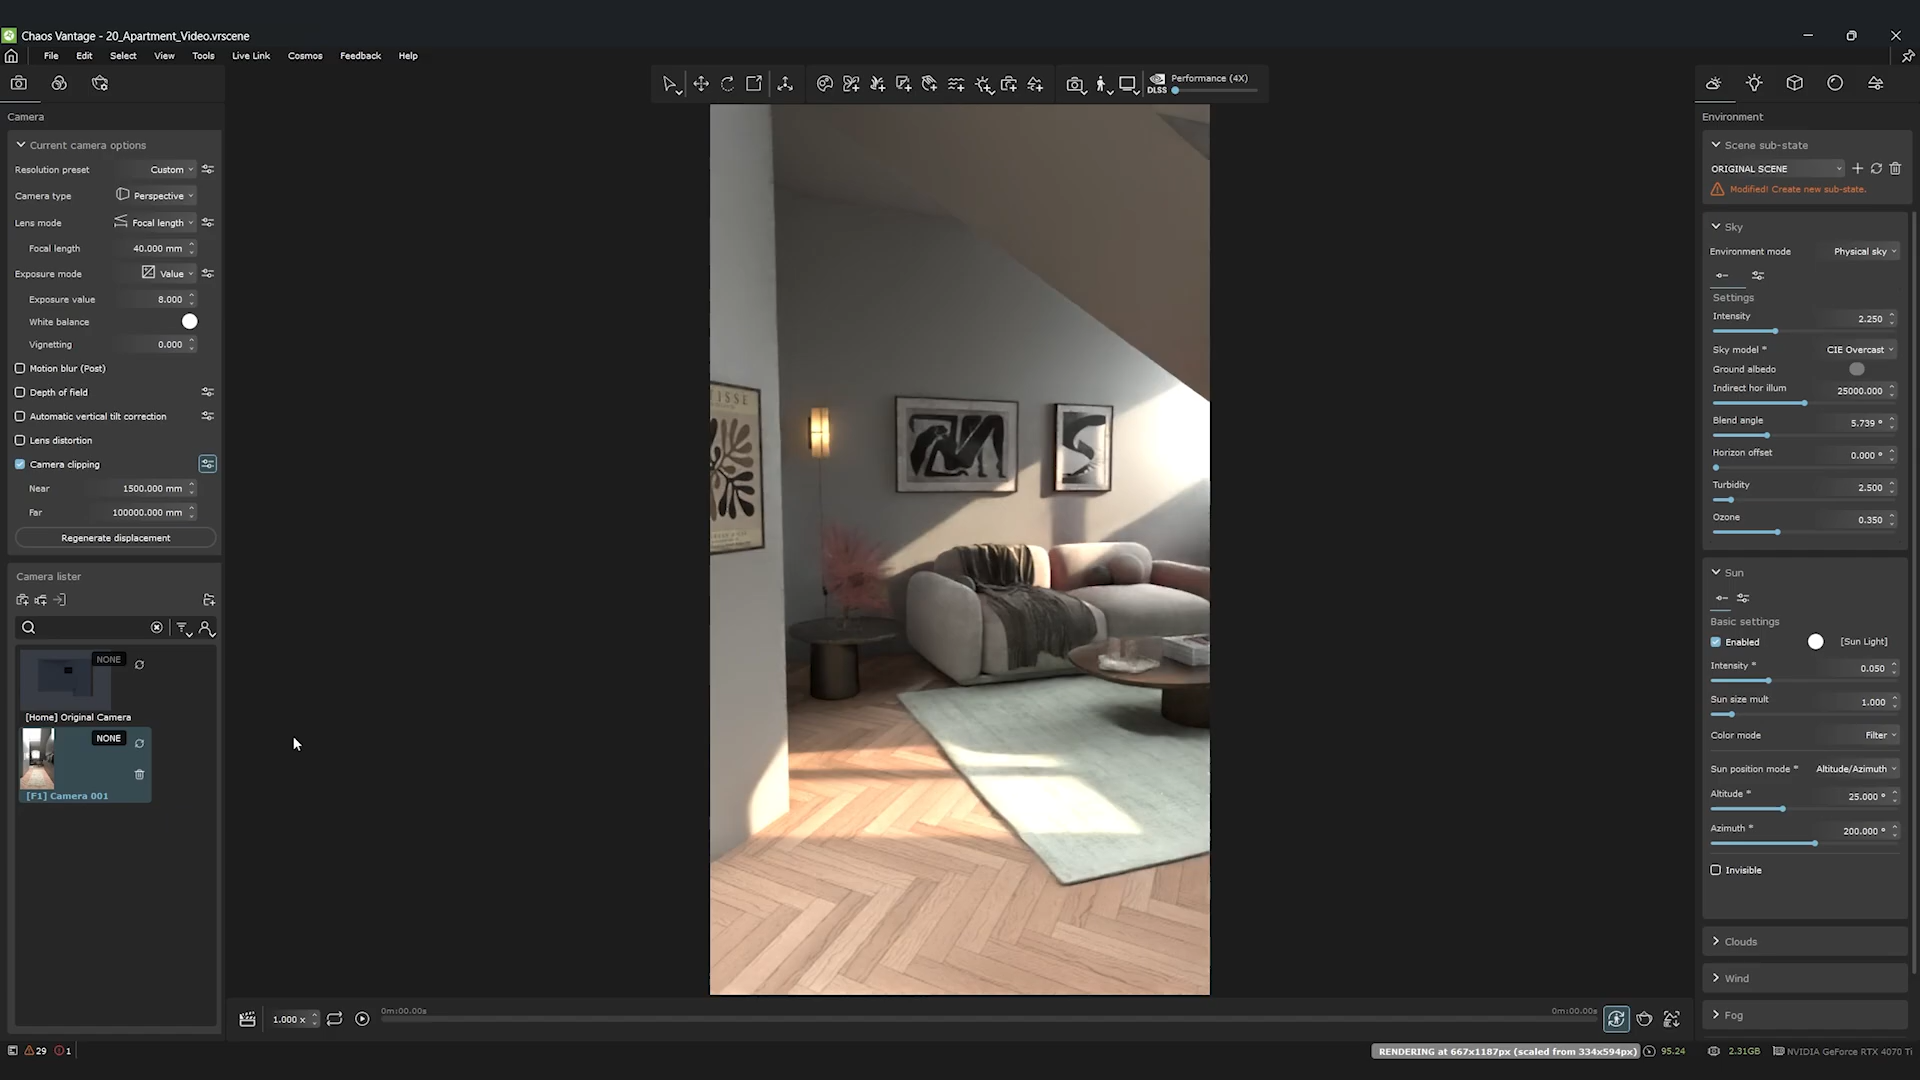 Chaos Vantage - 20_Apartment_Video.vrscene
File Edit Select View Tools Live Link Cosmos Feedback Help
DLSS
Performance (4X)
Camera
Current camera options
Resolution preset Custom
Camera type Perspective
Lens mode Focal length
Focal length 40.000 mm
Exposure mode Value
Exposure value 8.000
White balance
Vignetting 0.000
Motion blur (Post)
Depth of field
Automatic vertical tilt correction
Lens distortion
Camera clipping
Near 1500.000 mm
Far 100000.000 mm
Regenerate displacement
Camera lister
NONE
[Home] Original Camera
NONE
[F1] Camera 001
TISSE
1.000 x
0m:00.00s
0m:00.00s
29
1
RENDERING at 667x1187px (scaled from 334x594px)
95.24
2.31GB
NVIDIA GeForce RTX 4070 Ti
Environment
Scene sub-state
ORIGINAL SCENE
Modified! Create new sub-state.
Sky
Environment mode Physical sky
Settings
Intensity 2.250
Sky model * CIE Overcast
Ground albedo
Indirect hor illum 25000.000
Blend angle 5.739 °
Horizon offset 0.000 °
Turbidity 2.500
Ozone 0.350
Sun
Basic settings
Enabled [Sun Light]
Intensity * 0.050
Sun size mult 1.000
Color mode Filter
Sun position mode * Altitude/Azimuth
Altitude * 25.000 °
Azimuth * 200.000 °
Invisible
Clouds
Wind
Fog